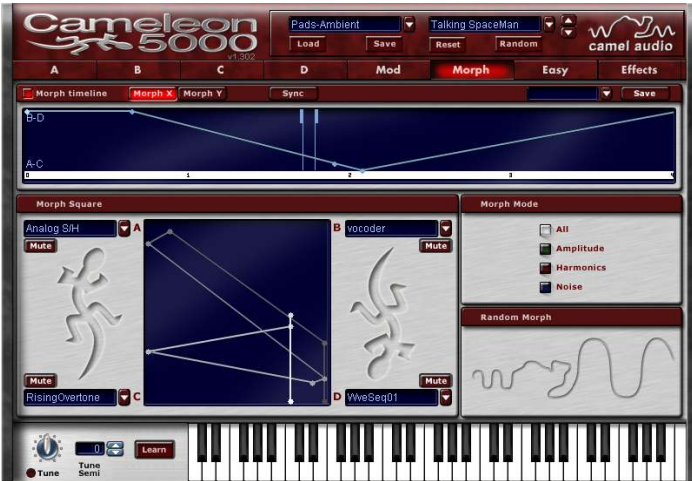 Cameleon 5000 v1.302
Pads-Ambient Talking SpaceMan
Load Save Reset Random
camel audio
A B C D Mod Morph Easy Effects
Morph timeline Morph X Morph Y Sync Save
B-D
A-C
0 1 2 3 4
Morph Square
Morph Mode
Analog S/H A B vocoder
Mute Mute
All
Amplitude
Harmonics
Noise
Random Morph
Mute Mute
RisingOvertone C D WveSeq01
0 Learn
Tune Tune Semi